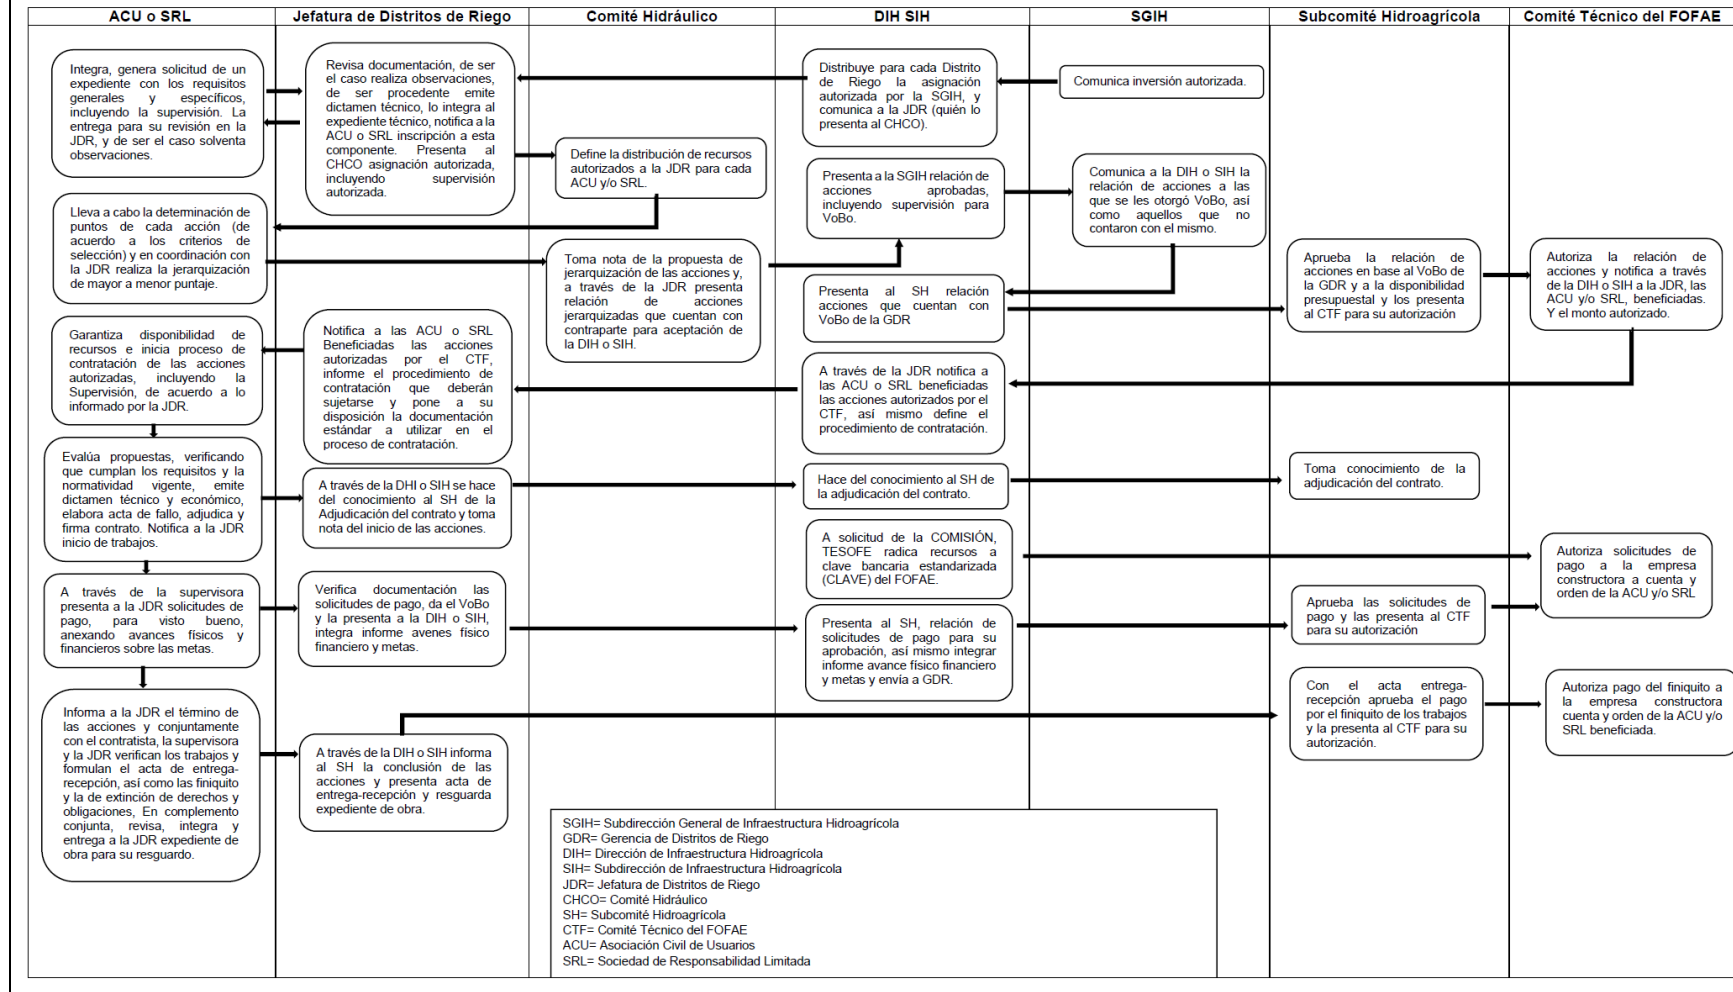 ACU o SRL
Jefatura de Distritos de Riego
Comité Hidráulico
DIH SIH
SGIH
Subcomité Hidroagrícola
Comité Técnico del FOFAE
Integra, genera solicitud de un
expediente con los requisitos
generales y específicos,
incluyendo la supervisión. La
entrega para su revisión en la
JDR, y de ser el caso solventa
observaciones.
Revisa documentación, de ser
el caso realiza observaciones,
de ser procedente emite
dictamen técnico, lo integra al
expediente técnico, notifica a la
ACU o SRL inscripción a esta
componente. Presenta al
CHCO asignación autorizada,
incluyendo supervisión
autorizada.
Distribuye para cada Distrito
de Riego la asignación
autorizada por la SGIH, y
comunica a la JDR (quién lo
presenta al CHCO).
Comunica inversión autorizada.
Define la distribución de recursos
autorizados a la JDR para cada
ACU y/o SRL.
Presenta a la SGIH relación de
acciones aprobadas,
incluyendo supervisión para
VoBo.
Comunica a la DIH o SIH la
relación de acciones a las
que se les otorgó VoBo, así
como aquellos que no
contaron con el mismo.
Lleva a cabo la determinación de
puntos de cada acción (de
acuerdo a los criterios de
selección) y en coordinación con
la JDR realiza la jerarquización
de mayor a menor puntaje.
Toma nota de la propuesta de
jerarquización de las acciones y,
a través de la JDR presenta
relación de acciones
jerarquizadas que cuentan con
contraparte para aceptación de
la DIH o SIH.
Presenta al SH relación
acciones que cuentan con
VoBo de la GDR
Aprueba la relación de
acciones en base al VoBo de
la GDR y a la disponibilidad
presupuestal y los presenta
al CTF para su autorización
Autoriza la relación de
acciones y notifica a través
de la DIH o SIH a la JDR, las
ACU y/o SRL, beneficiadas.
Y el monto autorizado.
Garantiza disponibilidad de
recursos e inicia proceso de
contratación de las acciones
autorizadas, incluyendo la
Supervisión, de acuerdo a lo
informado por la JDR.
Notifica a las ACU o SRL
Beneficiadas las acciones
autorizadas por el CTF,
informe el procedimiento de
contratación que deberán
sujetarse y pone a su
disposición la documentación
estándar a utilizar en el
proceso de contratación.
A través de la JDR notifica a
las ACU o SRL beneficiadas
las acciones autorizados por el
CTF, así mismo define el
procedimiento de contratación.
Evalúa propuestas, verificando
que cumplan los requisitos y la
normatividad vigente, emite
dictamen técnico y económico,
elabora acta de fallo, adjudica y
firma contrato. Notifica a la JDR
inicio de trabajos.
A través de la DHI o SIH se hace
del conocimiento al SH de la
Adjudicación del contrato y toma
nota del inicio de las acciones.
Hace del conocimiento al SH de
la adjudicación del contrato.
Toma conocimiento de la
adjudicación del contrato.
A solicitud de la COMISIÓN,
TESOFE radica recursos a
clave bancaria estandarizada
(CLAVE) del FOFAE.
Autoriza solicitudes de
pago a la empresa
constructora a cuenta y
orden de la ACU y/o SRL
A través de la supervisora
presenta a la JDR solicitudes de
pago, para visto bueno,
anexando avances físicos y
financieros sobre las metas.
Verifica documentación las
solicitudes de pago, da el VoBo
y la presenta a la DIH o SIH,
integra informe avenes físico
financiero y metas.
Presenta al SH, relación de
solicitudes de pago para su
aprobación, así mismo integrar
informe avance físico financiero
y metas y envía a GDR.
Aprueba las solicitudes de
pago y las presenta al CTF
para su autorización
Informa a la JDR el término de
las acciones y conjuntamente
con el contratista, la supervisora
y la JDR verifican los trabajos y
formulan el acta de entrega-
recepción, así como las finiquito
y la de extinción de derechos y
obligaciones, En complemento
conjunta, revisa, integra y
entrega a la JDR expediente de
obra para su resguardo.
A través de la DIH o SIH informa
al SH la conclusión de las
acciones y presenta acta de
entrega-recepción y resguarda
expediente de obra.
Con el acta entrega-
recepción aprueba el pago
por el finiquito de los trabajos
y la presenta al CTF para su
autorización.
Autoriza pago del finiquito a
la empresa constructora
cuenta y orden de la ACU y/o
SRL beneficiada.
SGIH= Subdirección General de Infraestructura Hidroagrícola
GDR= Gerencia de Distritos de Riego
DIH= Dirección de Infraestructura Hidroagrícola
SIH= Subdirección de Infraestructura Hidroagrícola
JDR= Jefatura de Distritos de Riego
CHCO= Comité Hidráulico
SH= Subcomité Hidroagrícola
CTF= Comité Técnico del FOFAE
ACU= Asociación Civil de Usuarios
SRL= Sociedad de Responsabilidad Limitada